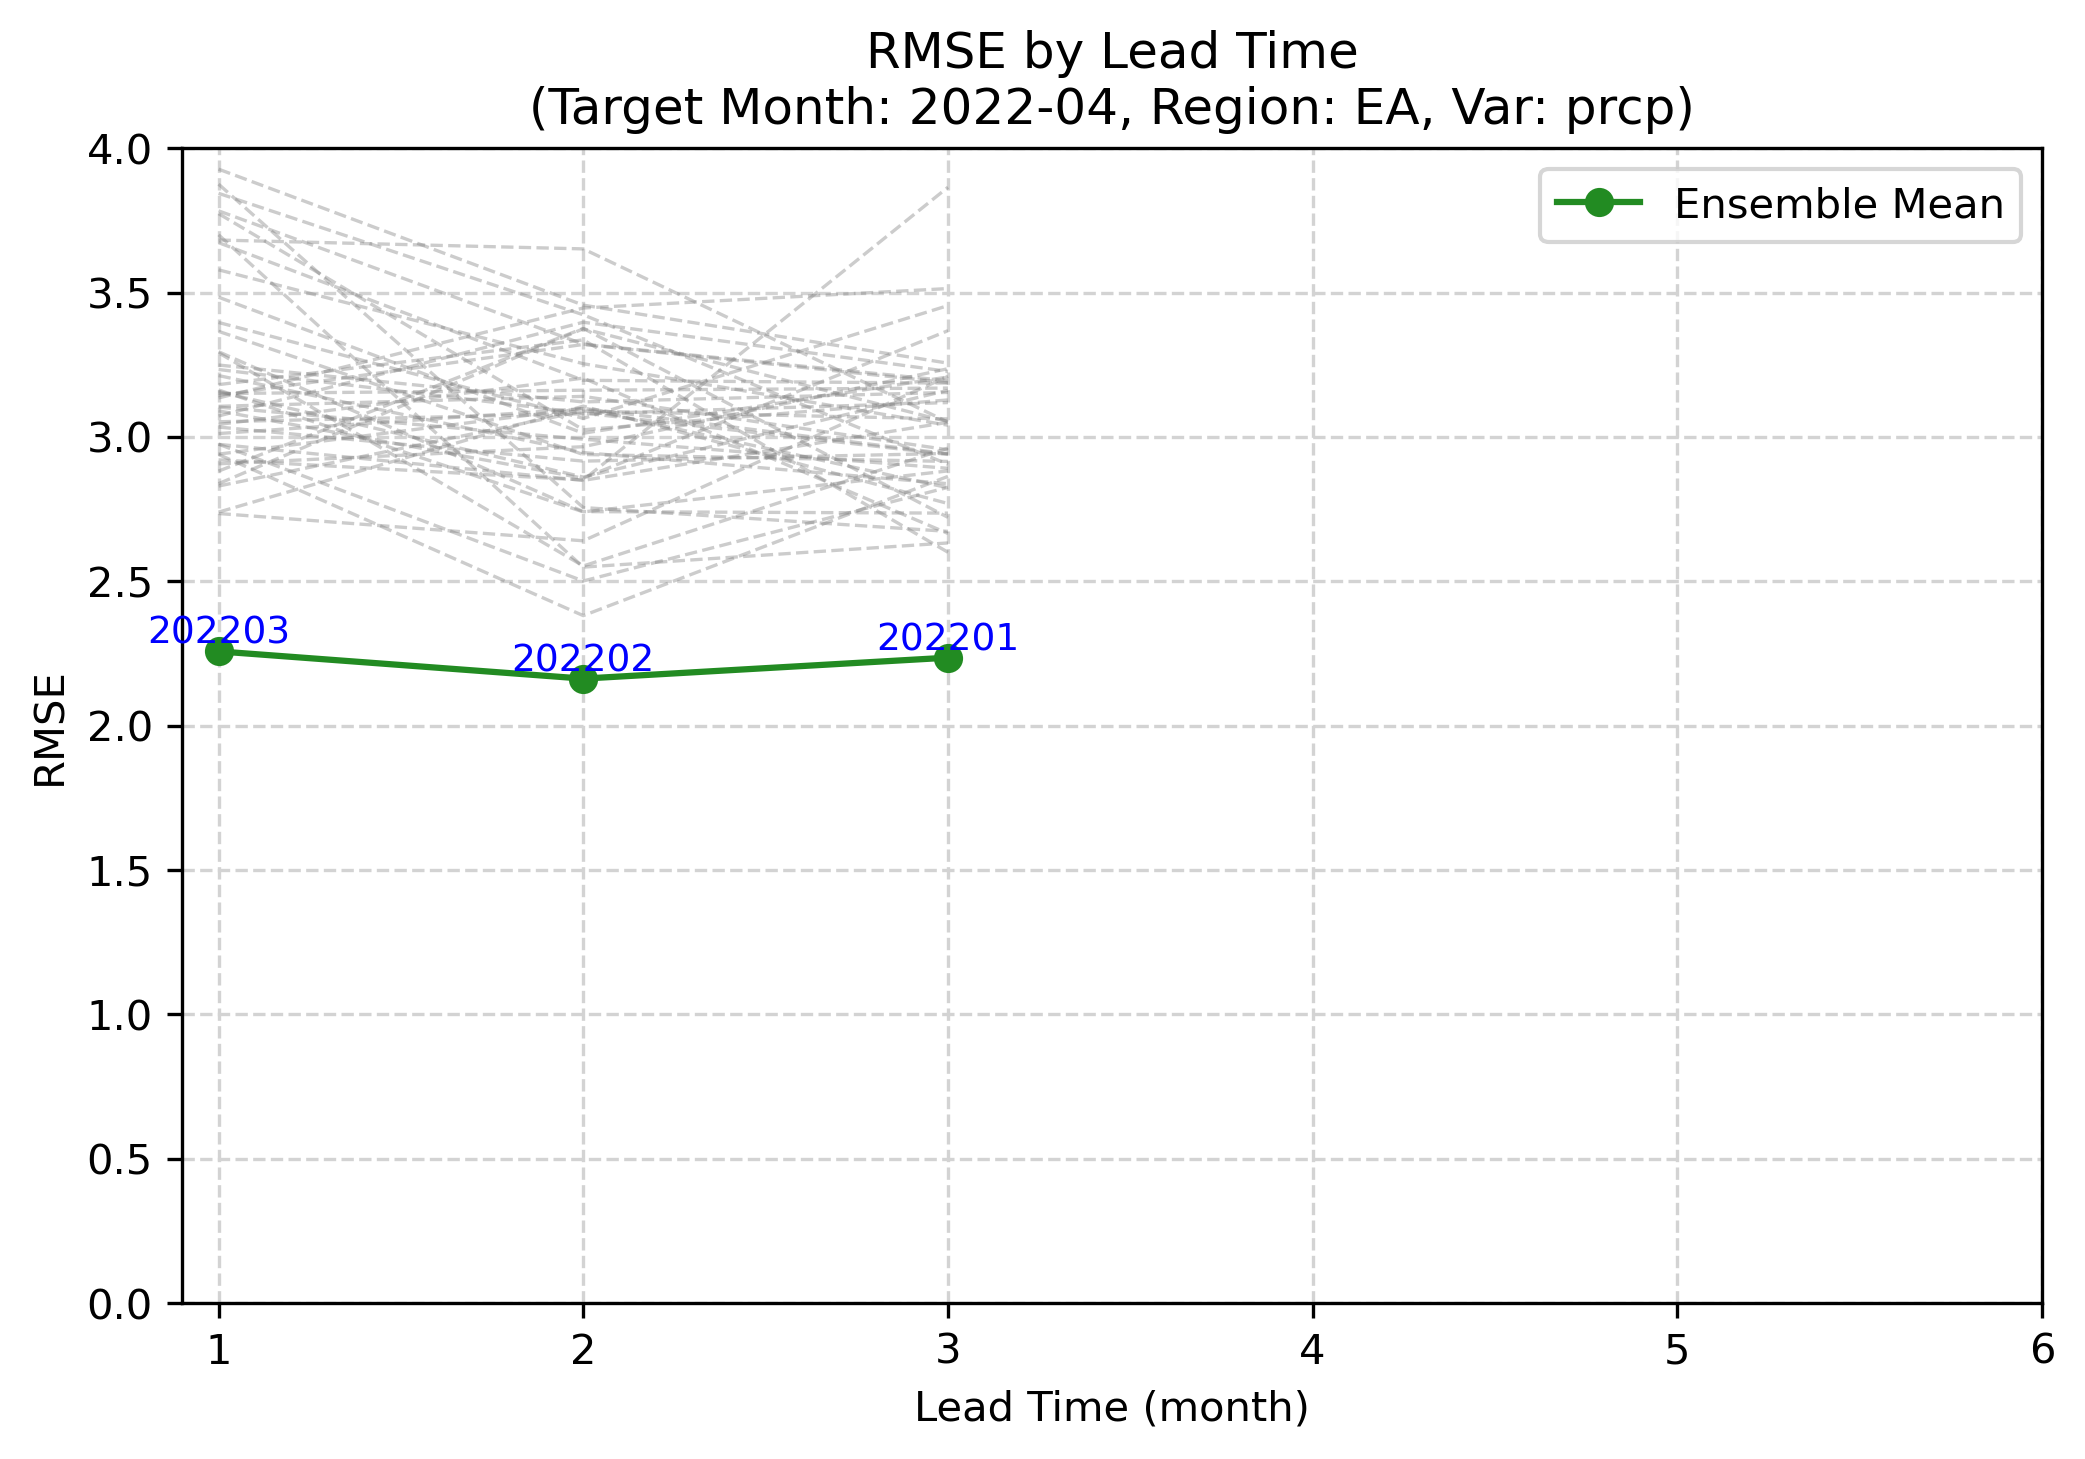 RMSE by Lead Time
(Target Month: 2022-04, Region: EA, Var: prcp)
4.0
3.5
3.0
2.5
2.0
1.5
1.0
0.5
0.0
RMSE
Ensemble Mean
202203
202202
202201
1 2 3 4 5 6
Lead Time (month)